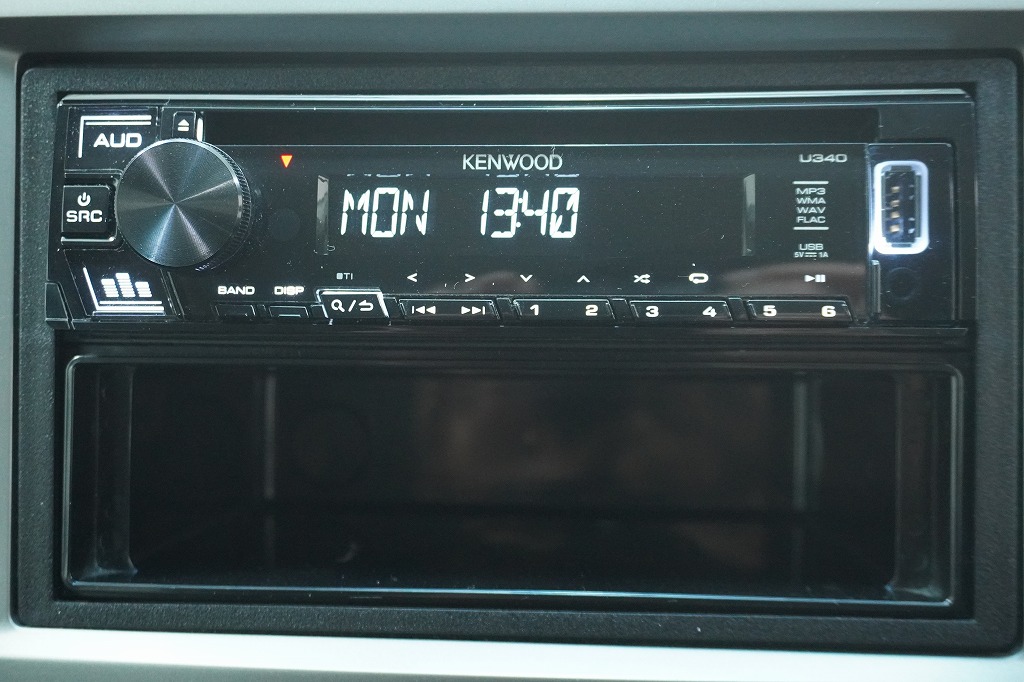 AUD
KENWOOD
U340
SRC
MON 13:40
MP3
WMA
WAV
FLAC
USB
5V 1A
BAND DISP
1 2 3 4 5 6